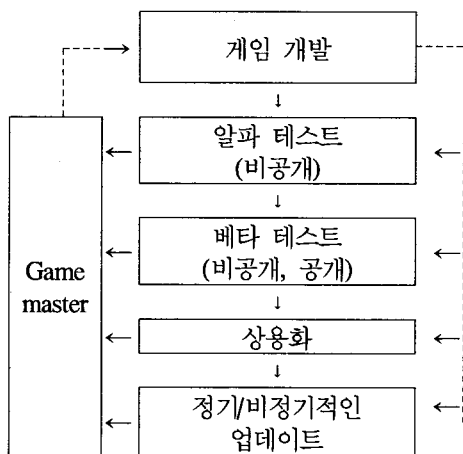 게임 개발
알파 테스트
(비공개)
베타 테스트
(비공개, 공개)
Game
master
상용화
정기/비정기적인
업데이트